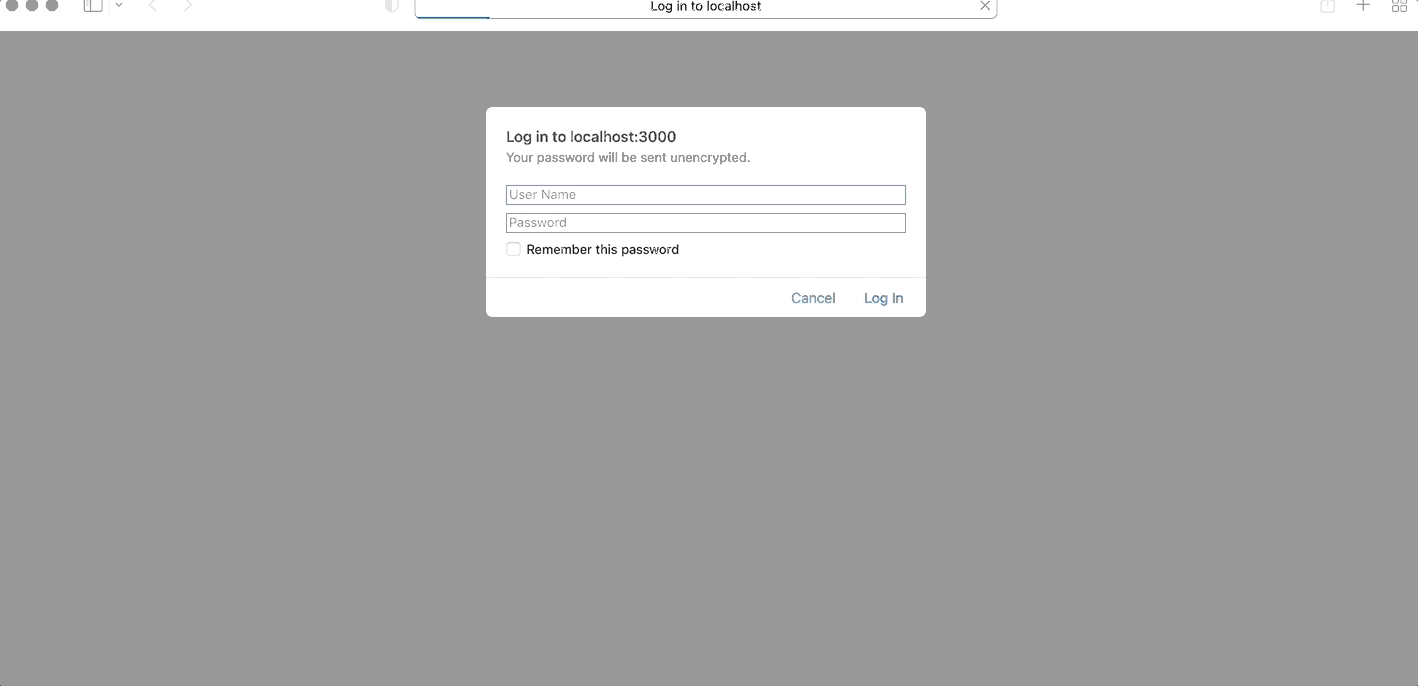 Log in to localhost
Log in to localhost:3000
Your password will be sent unencrypted.
User Name
Password
Remember this password
Cancel Log In